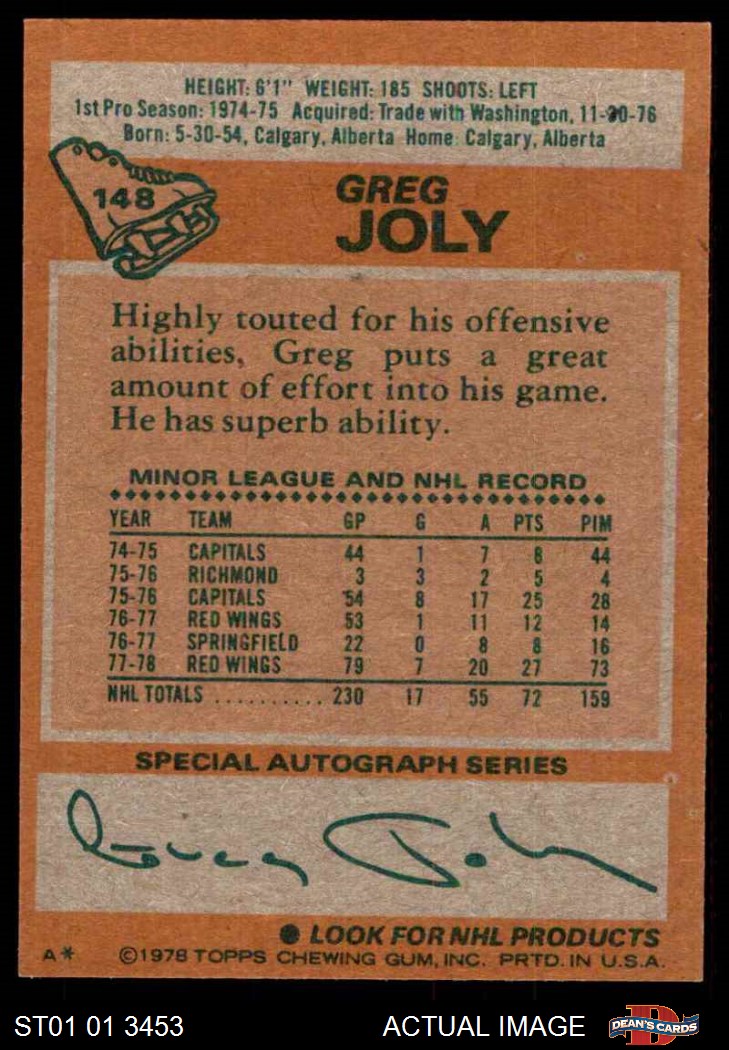 HEIGHT: 6'1" WEIGHT: 185 SHOOTS: LEFT
1st Pro Season: 1974-75 Acquired: Trade with Washington, 11-30-76
Born: 5-30-54, Calgary, Alberta Home: Calgary, Alberta
148
GREG
JOLY
Highly touted for his offensive
abilities, Greg puts a great
amount of effort into his game.
He has superb ability.
MINOR LEAGUE AND NHL RECORD
YEAR TEAM GP G A PTS PIM
74-75 CAPITALS 44 1 7 8 44
75-76 RICHMOND 3 3 2 5 4
75-76 CAPITALS 54 8 17 25 28
76-77 RED WINGS 53 1 11 12 14
76-77 SPRINGFIELD 22 0 8 8 16
77-78 RED WINGS 79 7 20 27 73
NHL TOTALS .......... 230 17 55 72 159
SPECIAL AUTOGRAPH SERIES
Greg Joly
● LOOK FOR NHL PRODUCTS
A* ©1978 TOPPS CHEWING GUM, INC. PRTD. IN U.S.A.
ST01 01 3453 ACTUAL IMAGE DEAN'S CARDS